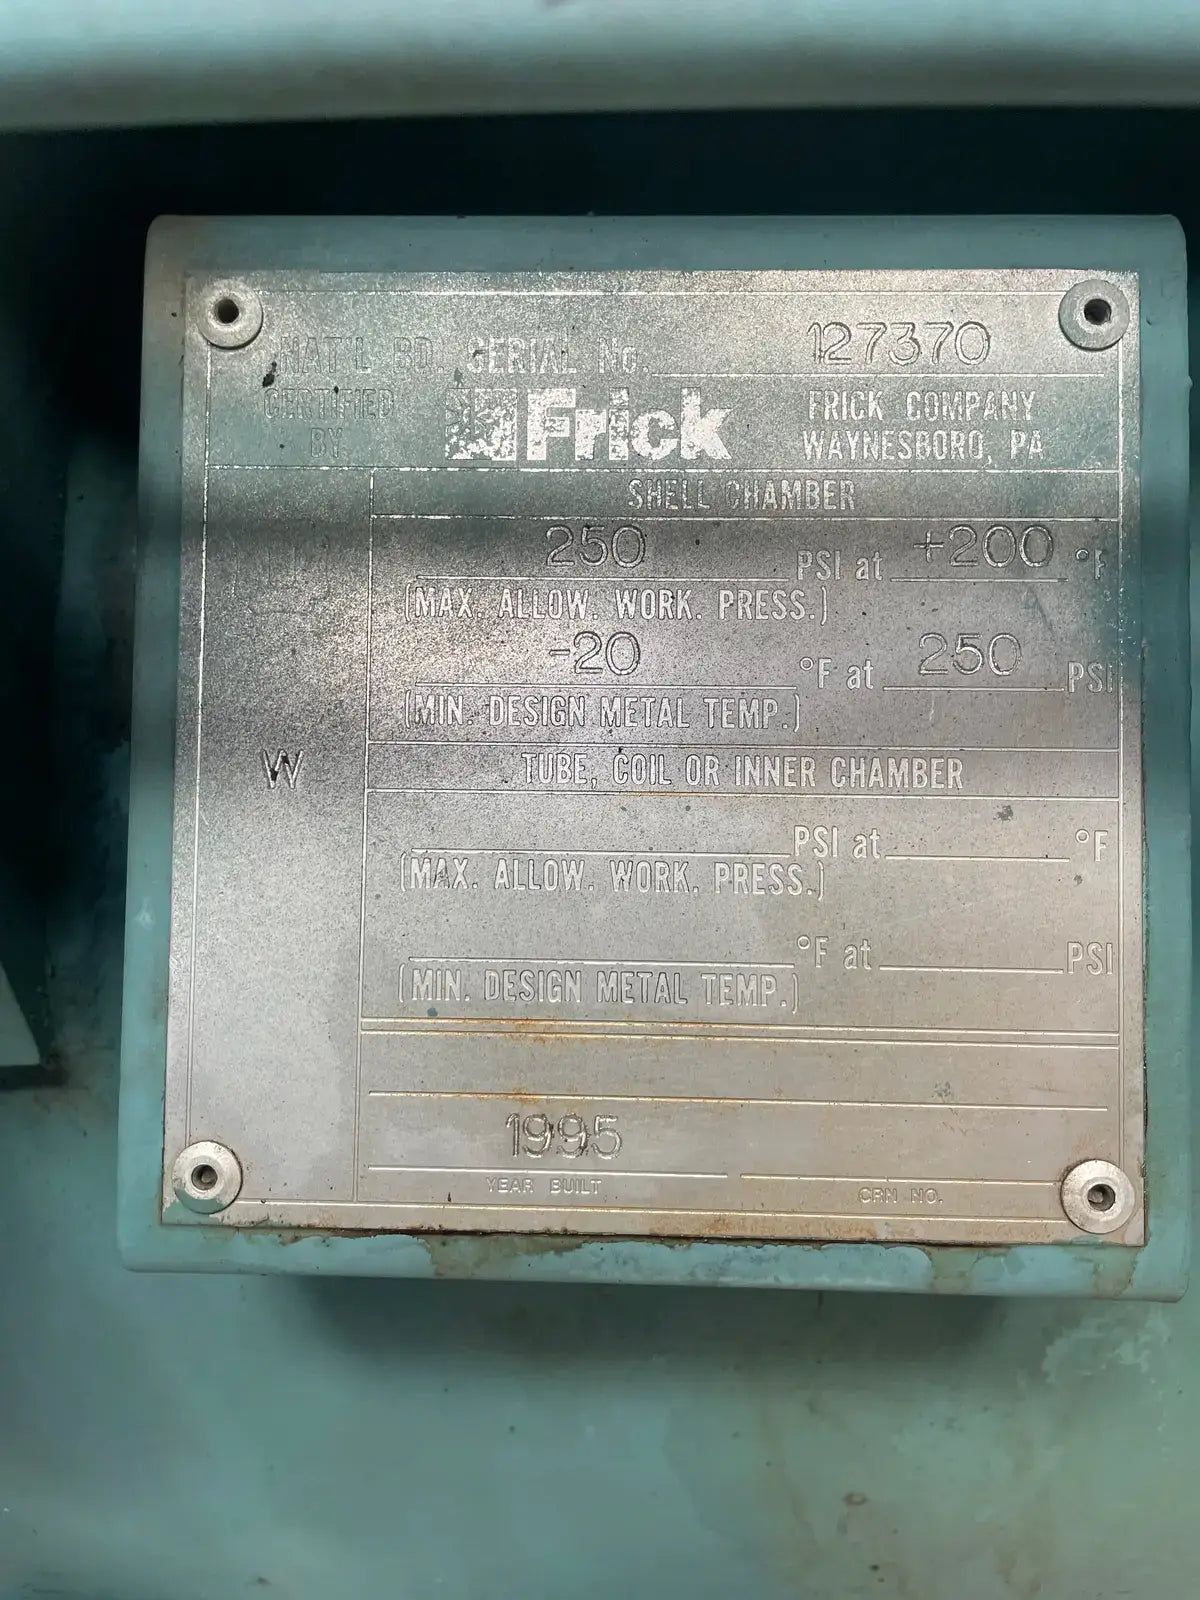 NAT'L BD. SERIAL No. 127370
CERTIFIED BY
Frick
FRICK COMPANY
WAYNESBORO, PA
SHELL CHAMBER
250 PSI at +200 °F
(MAX. ALLOW. WORK. PRESS.)
-20 °F at 250 PSI
(MIN. DESIGN METAL TEMP.)
W
TUBE, COIL OR INNER CHAMBER
PSI at °F
(MAX. ALLOW. WORK. PRESS.)
°F at PSI
(MIN. DESIGN METAL TEMP.)
1995
YEAR BUILT
CRN NO.